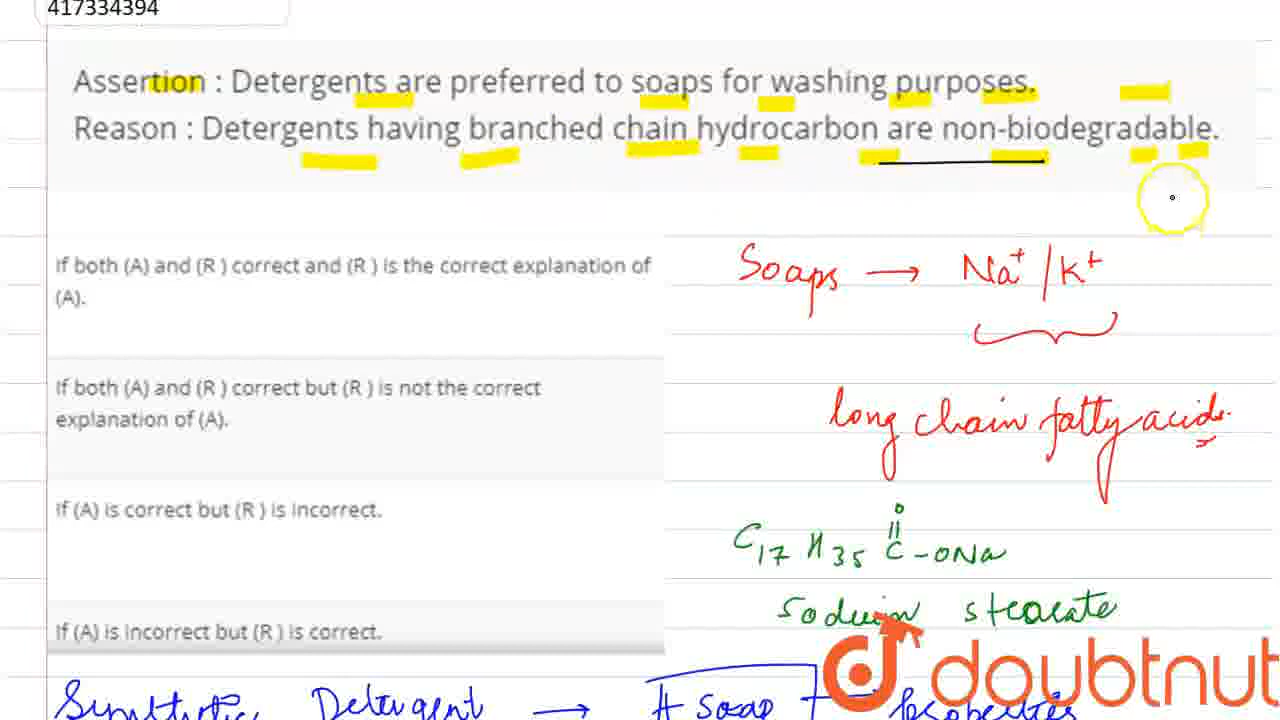 417334394
Assertion : Detergents are preferred to soaps for washing purposes.
Reason : Detergents having branched chain hydrocarbon are non-biodegradable.
If both (A) and (R ) correct and (R ) is the correct explanation of
(A).
If both (A) and (R ) correct but (R ) is not the correct
explanation of (A).
If (A) is correct but (R ) is incorrect.
If (A) is incorrect but (R ) is correct.
Soaps → Na⁺ / K⁺
long chain fatty acids.
O
||
C₁₇ H₃₅ C - ONa
Sodium stearate
doubtnut
Synthetic Detergent → # soap Properties